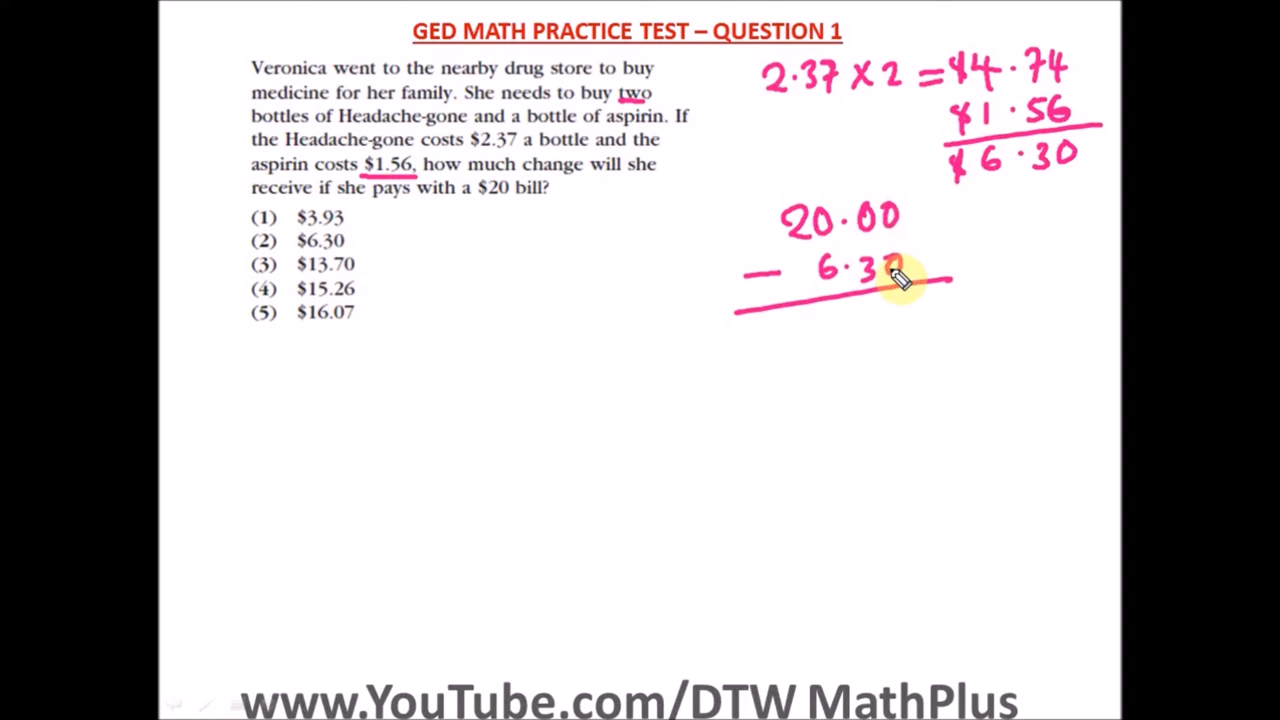 GED MATH PRACTICE TEST – QUESTION 1
Veronica went to the nearby drug store to buy
medicine for her family. She needs to buy two
bottles of Headache-gone and a bottle of aspirin. If
the Headache-gone costs $2.37 a bottle and the
aspirin costs $1.56, how much change will she
receive if she pays with a $20 bill?
(1) $3.93
(2) $6.30
(3) $13.70
(4) $15.26
(5) $16.07
2.37 × 2 = $4.74
$1.56
$6.30
20.00
— 6.30
www.YouTube.com/DTW MathPlus